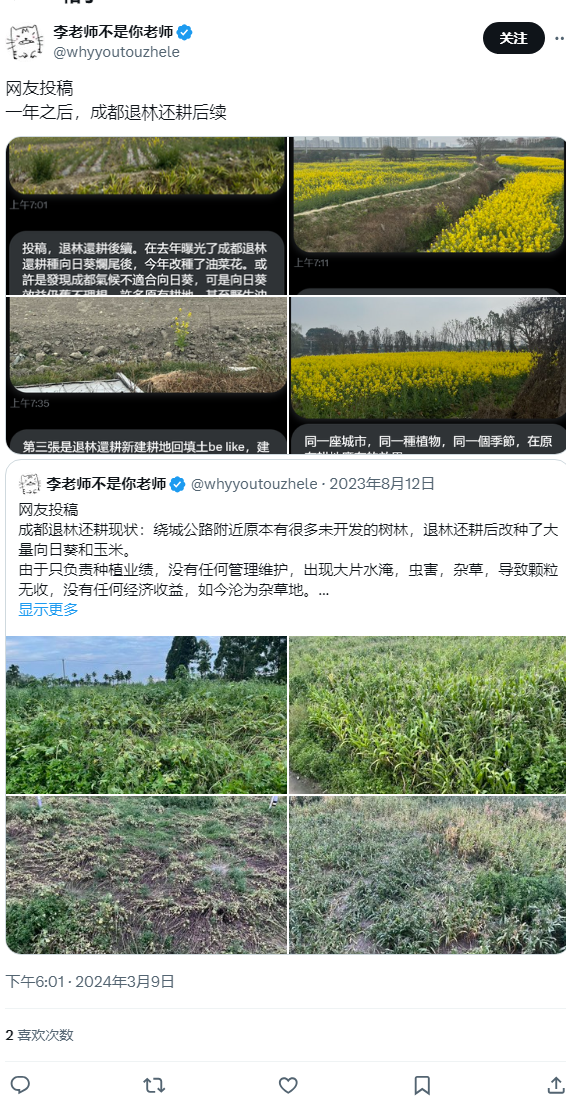 李老师不是你老师
@whyyoutouzhele
关注
网友投稿
一年之后，成都退林还耕后续
上午7:01
投稿，退林還耕後續。在去年曝光了成都退林
還耕種向日葵爛尾後，今年改種了油菜花。或
許是發現成都氣候不適合向日葵，可是向日葵
上午7:11
上午7:35
第三張是退林還耕新建耕地回填土be like，建
同一座城市，同一種植物，同一個季節，在原
李老师不是你老师 @whyyoutouzhele · 2023年8月12日
网友投稿
成都退林还耕现状：绕城公路附近原本有很多未开发的树林，退林还耕后改种了大
量向日葵和玉米。
由于只负责种植业绩，没有任何管理维护，出现大片水淹，虫害，杂草，导致颗粒
无收，没有任何经济收益，如今沦为杂草地。...
显示更多
下午6:01 · 2024年3月9日
2 喜欢次数